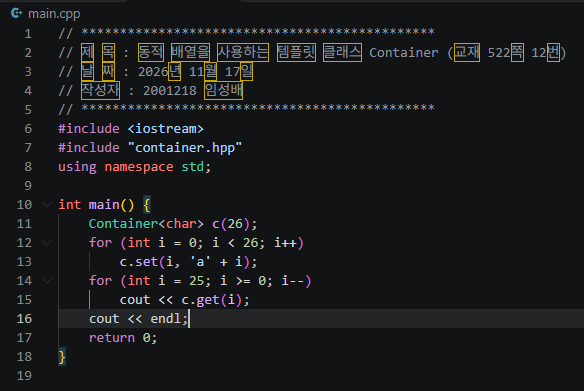 main.cpp
1 // **********************************************
2 // 제 목 : 동적 배열을 사용하는 템플릿 클래스 Container (교재 522쪽 12번)
3 // 날 짜 : 2026년 11월 17일
4 // 작성자 : 2001218 임성배
5 // **********************************************
6 #include <iostream>
7 #include "container.hpp"
8 using namespace std;
9
10 int main() {
11 Container<char> c(26);
12 for (int i = 0; i < 26; i++)
13 c.set(i, 'a' + i);
14 for (int i = 25; i >= 0; i--)
15 cout << c.get(i);
16 cout << endl;
17 return 0;
18 }
19